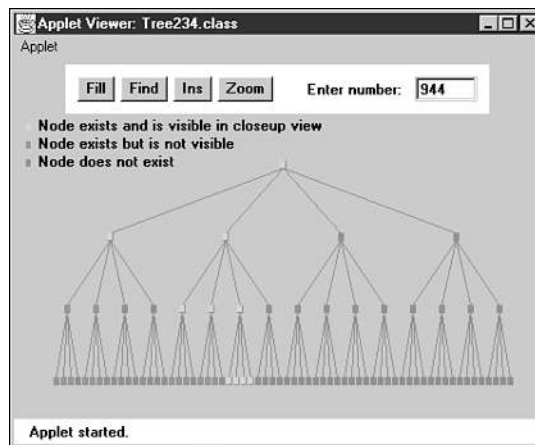 Applet Viewer: Tree234.class
Applet
Fill Find Ins Zoom Enter number: 944
Node exists and is visible in closeup view
Node exists but is not visible
Node does not exist
Applet started.